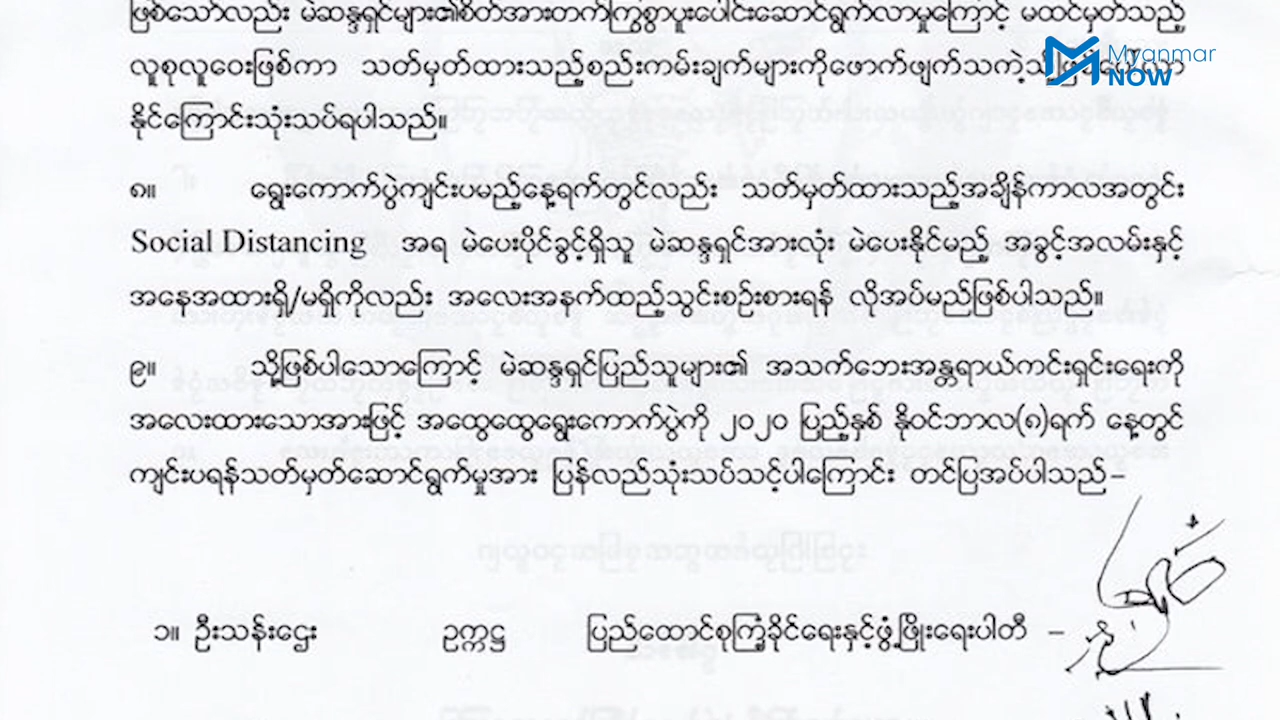 ဖြစ်သော်လည်း မဲဆန္ဒရှင်များ၏စိတ်အားတက်ကြွစွာပူးပေါင်းဆောင်ရွက်လာမှုကြောင့် မထင်မှတ်သည့်
လူစုလူဝေးဖြစ်ကာ သတ်မှတ်ထားသည့်စည်းကမ်းချက်များကိုဖောက်ဖျက်သကဲ့သို့
Myanmar
NOW
နိုင်ကြောင်းသုံးသပ်ရပါသည်။
၈။ ရွေးကောက်ပွဲကျင်းပမည့်နေ့ရက်တွင်လည်း သတ်မှတ်ထားသည့်အချိန်ကာလအတွင်း
Social Distancing အရ မဲပေးပိုင်ခွင့်ရှိသူ မဲဆန္ဒရှင်အားလုံး မဲပေးနိုင်မည့် အခွင့်အလမ်းနှင့်
အနေအထားရှိ/မရှိကိုလည်း အလေးအနက်ထည့်သွင်းစဉ်းစားရန် လိုအပ်မည်ဖြစ်ပါသည်။
၉။ သို့ဖြစ်ပါသောကြောင့် မဲဆန္ဒရှင်ပြည်သူများ၏ အသက်ဘေးအန္တရာယ်ကင်းရှင်းရေးကို
အလေးထားသောအားဖြင့် အထွေထွေရွေးကောက်ပွဲကို ၂၀၂၀ ပြည့်နှစ် နိုဝင်ဘာလ(၈)ရက် နေ့တွင်
ကျင်းပရန်သတ်မှတ်ဆောင်ရွက်မှုအား ပြန်လည်သုံးသပ်သင့်ပါကြောင်း တင်ပြအပ်ပါသည်-
၁။ ဦးသန်းဌေး ဥက္ကဋ္ဌ ပြည်ထောင်စုကြံ့ခိုင်ရေးနှင့်ဖွံ့ဖြိုးရေးပါတီ -